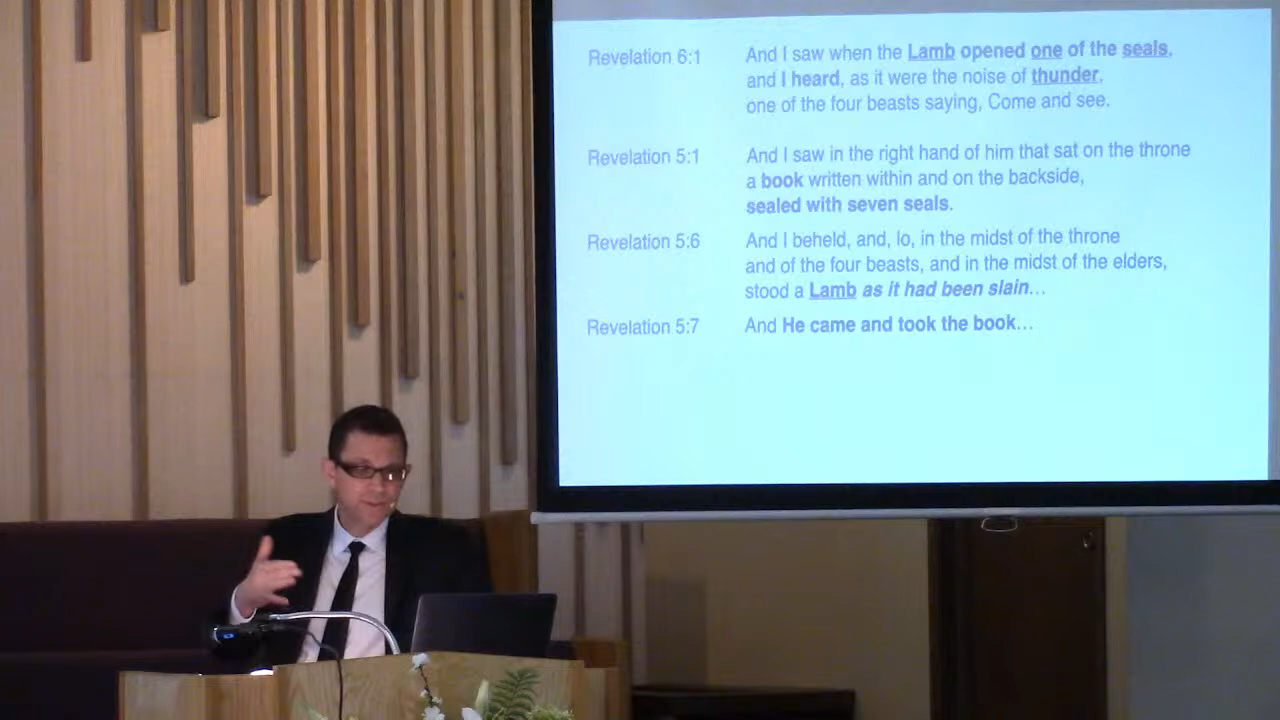 Revelation 6:1 And I saw when the Lamb opened one of the seals,
and I heard, as it were the noise of thunder,
one of the four beasts saying, Come and see.
Revelation 5:1 And I saw in the right hand of him that sat on the throne
a book written within and on the backside,
sealed with seven seals.
Revelation 5:6 And I beheld, and, lo, in the midst of the throne
and of the four beasts, and in the midst of the elders,
stood a Lamb as it had been slain…
Revelation 5:7 And He came and took the book…